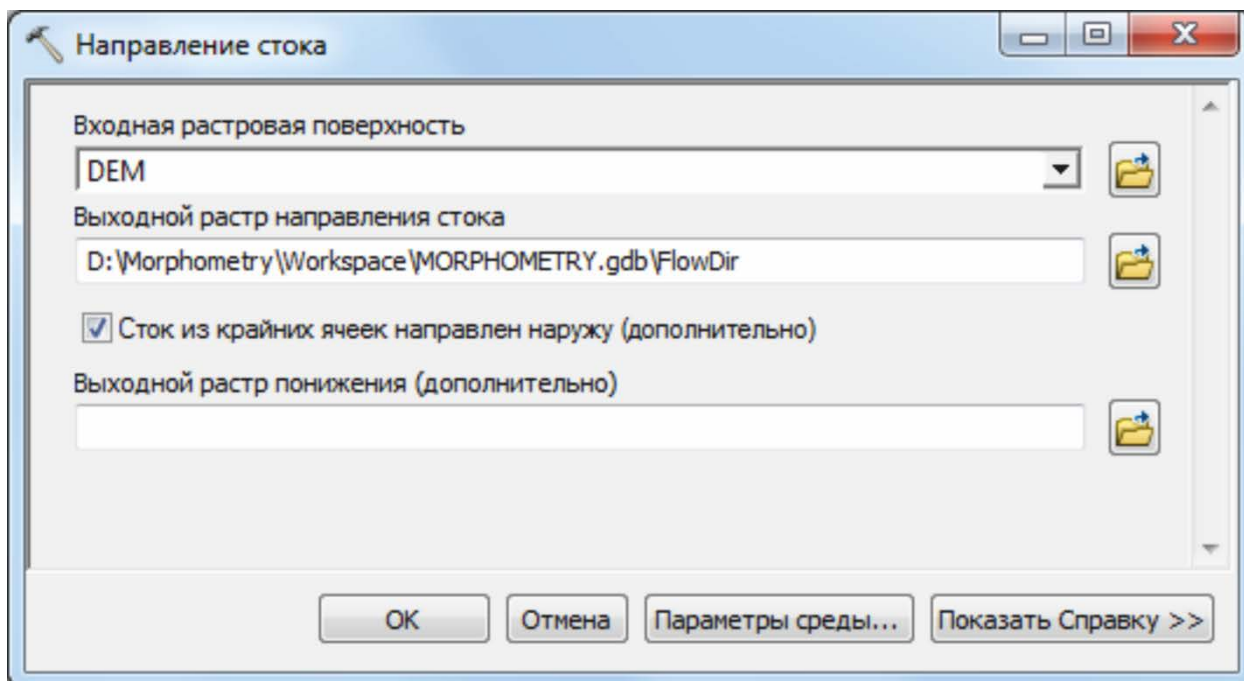 Направление стока
Входная растровая поверхность
DEM
Выходной растр направления стока
D:\Morphometry\Workspace\MORPHOMETRY.gdb\FlowDir
Сток из крайних ячеек направлен наружу (дополнительно)
Выходной растр понижения (дополнительно)
ОК
Отмена
Параметры среды...
Показать Справку >>